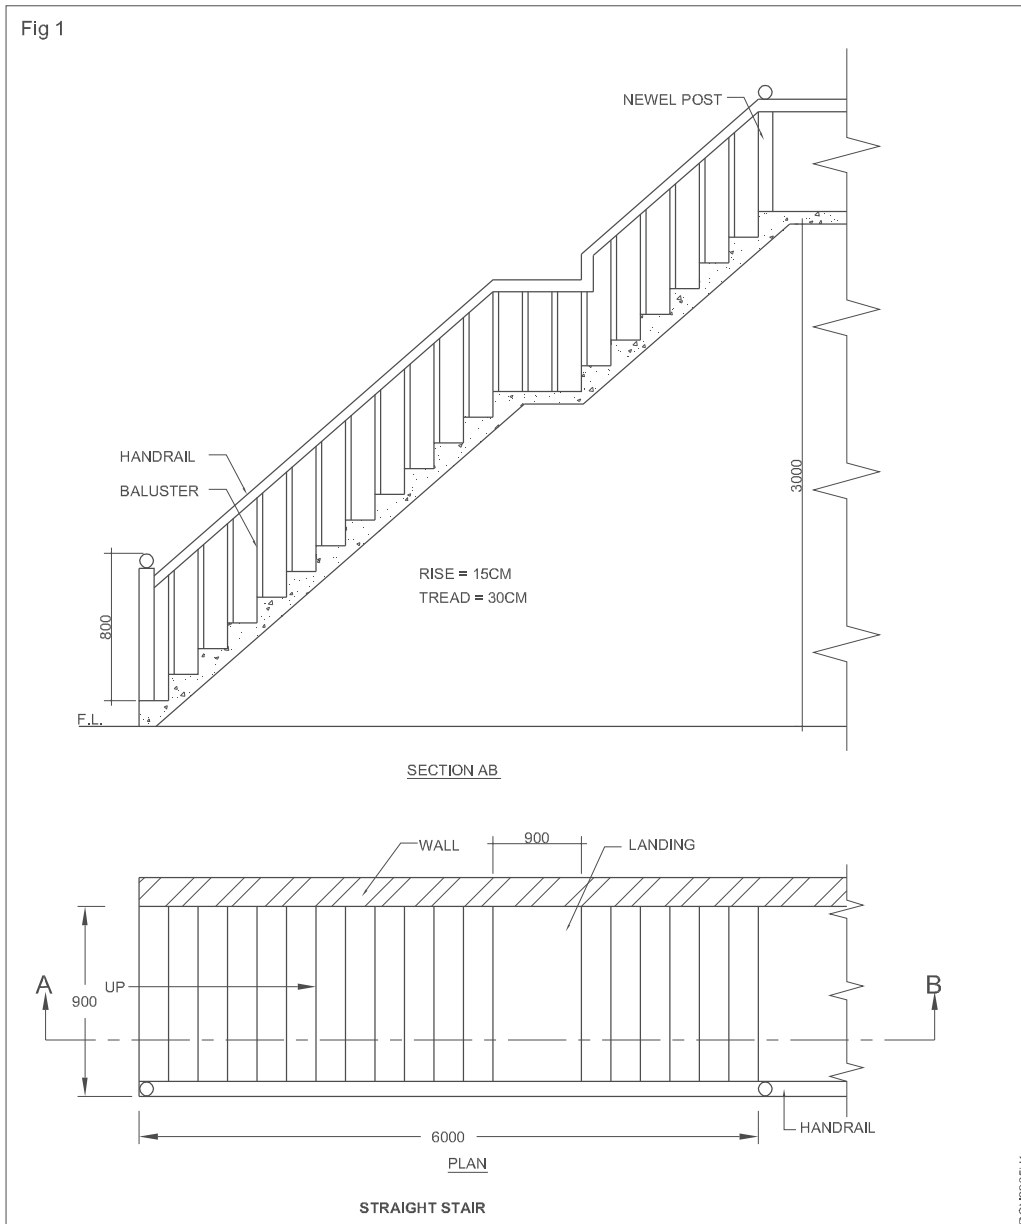 Fig 1
NEWEL POST
HANDRAIL
BALUSTER
3000
RISE = 15CM
TREAD = 30CM
800
F.L.
SECTION AB
900
WALL
LANDING
A
UP
B
900
HANDRAIL
6000
PLAN
STRAIGHT STAIR